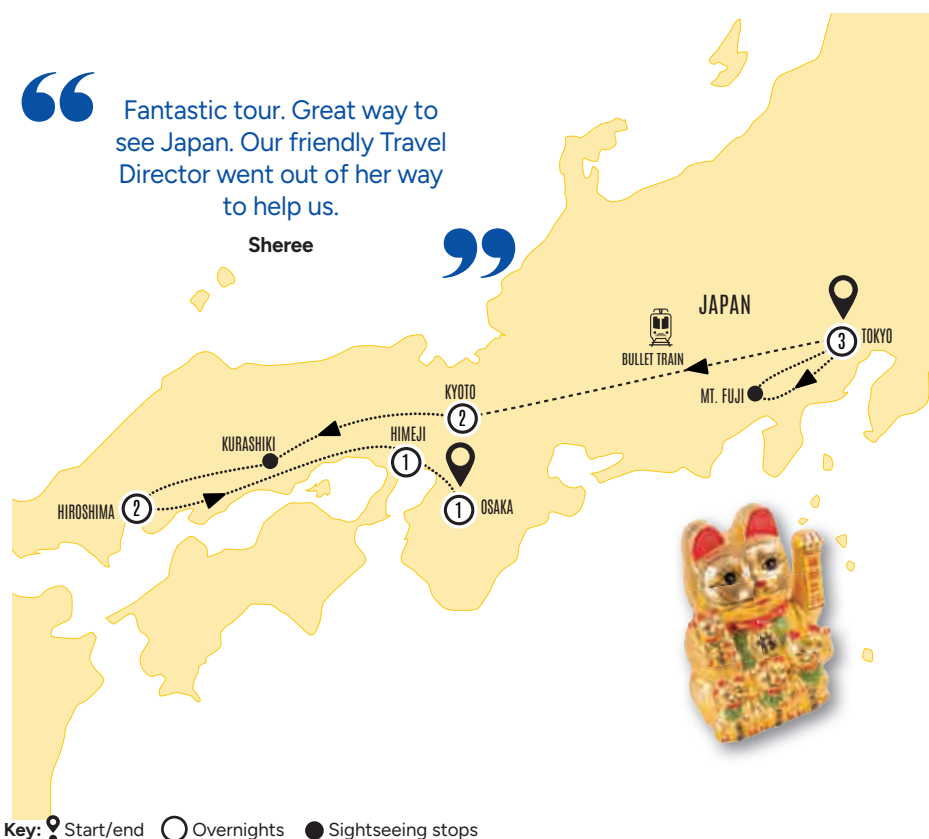 Fantastic tour. Great way to
see Japan. Our friendly Travel
Director went out of her way
to help us.
Sheree
JAPAN
BULLET TRAIN
3 TOKYO
MT. FUJI
KYOTO
2
HIMEJI
1
KURASHIKI
HIROSHIMA 2
1 OSAKA
Key: Start/end Overnights Sightseeing stops